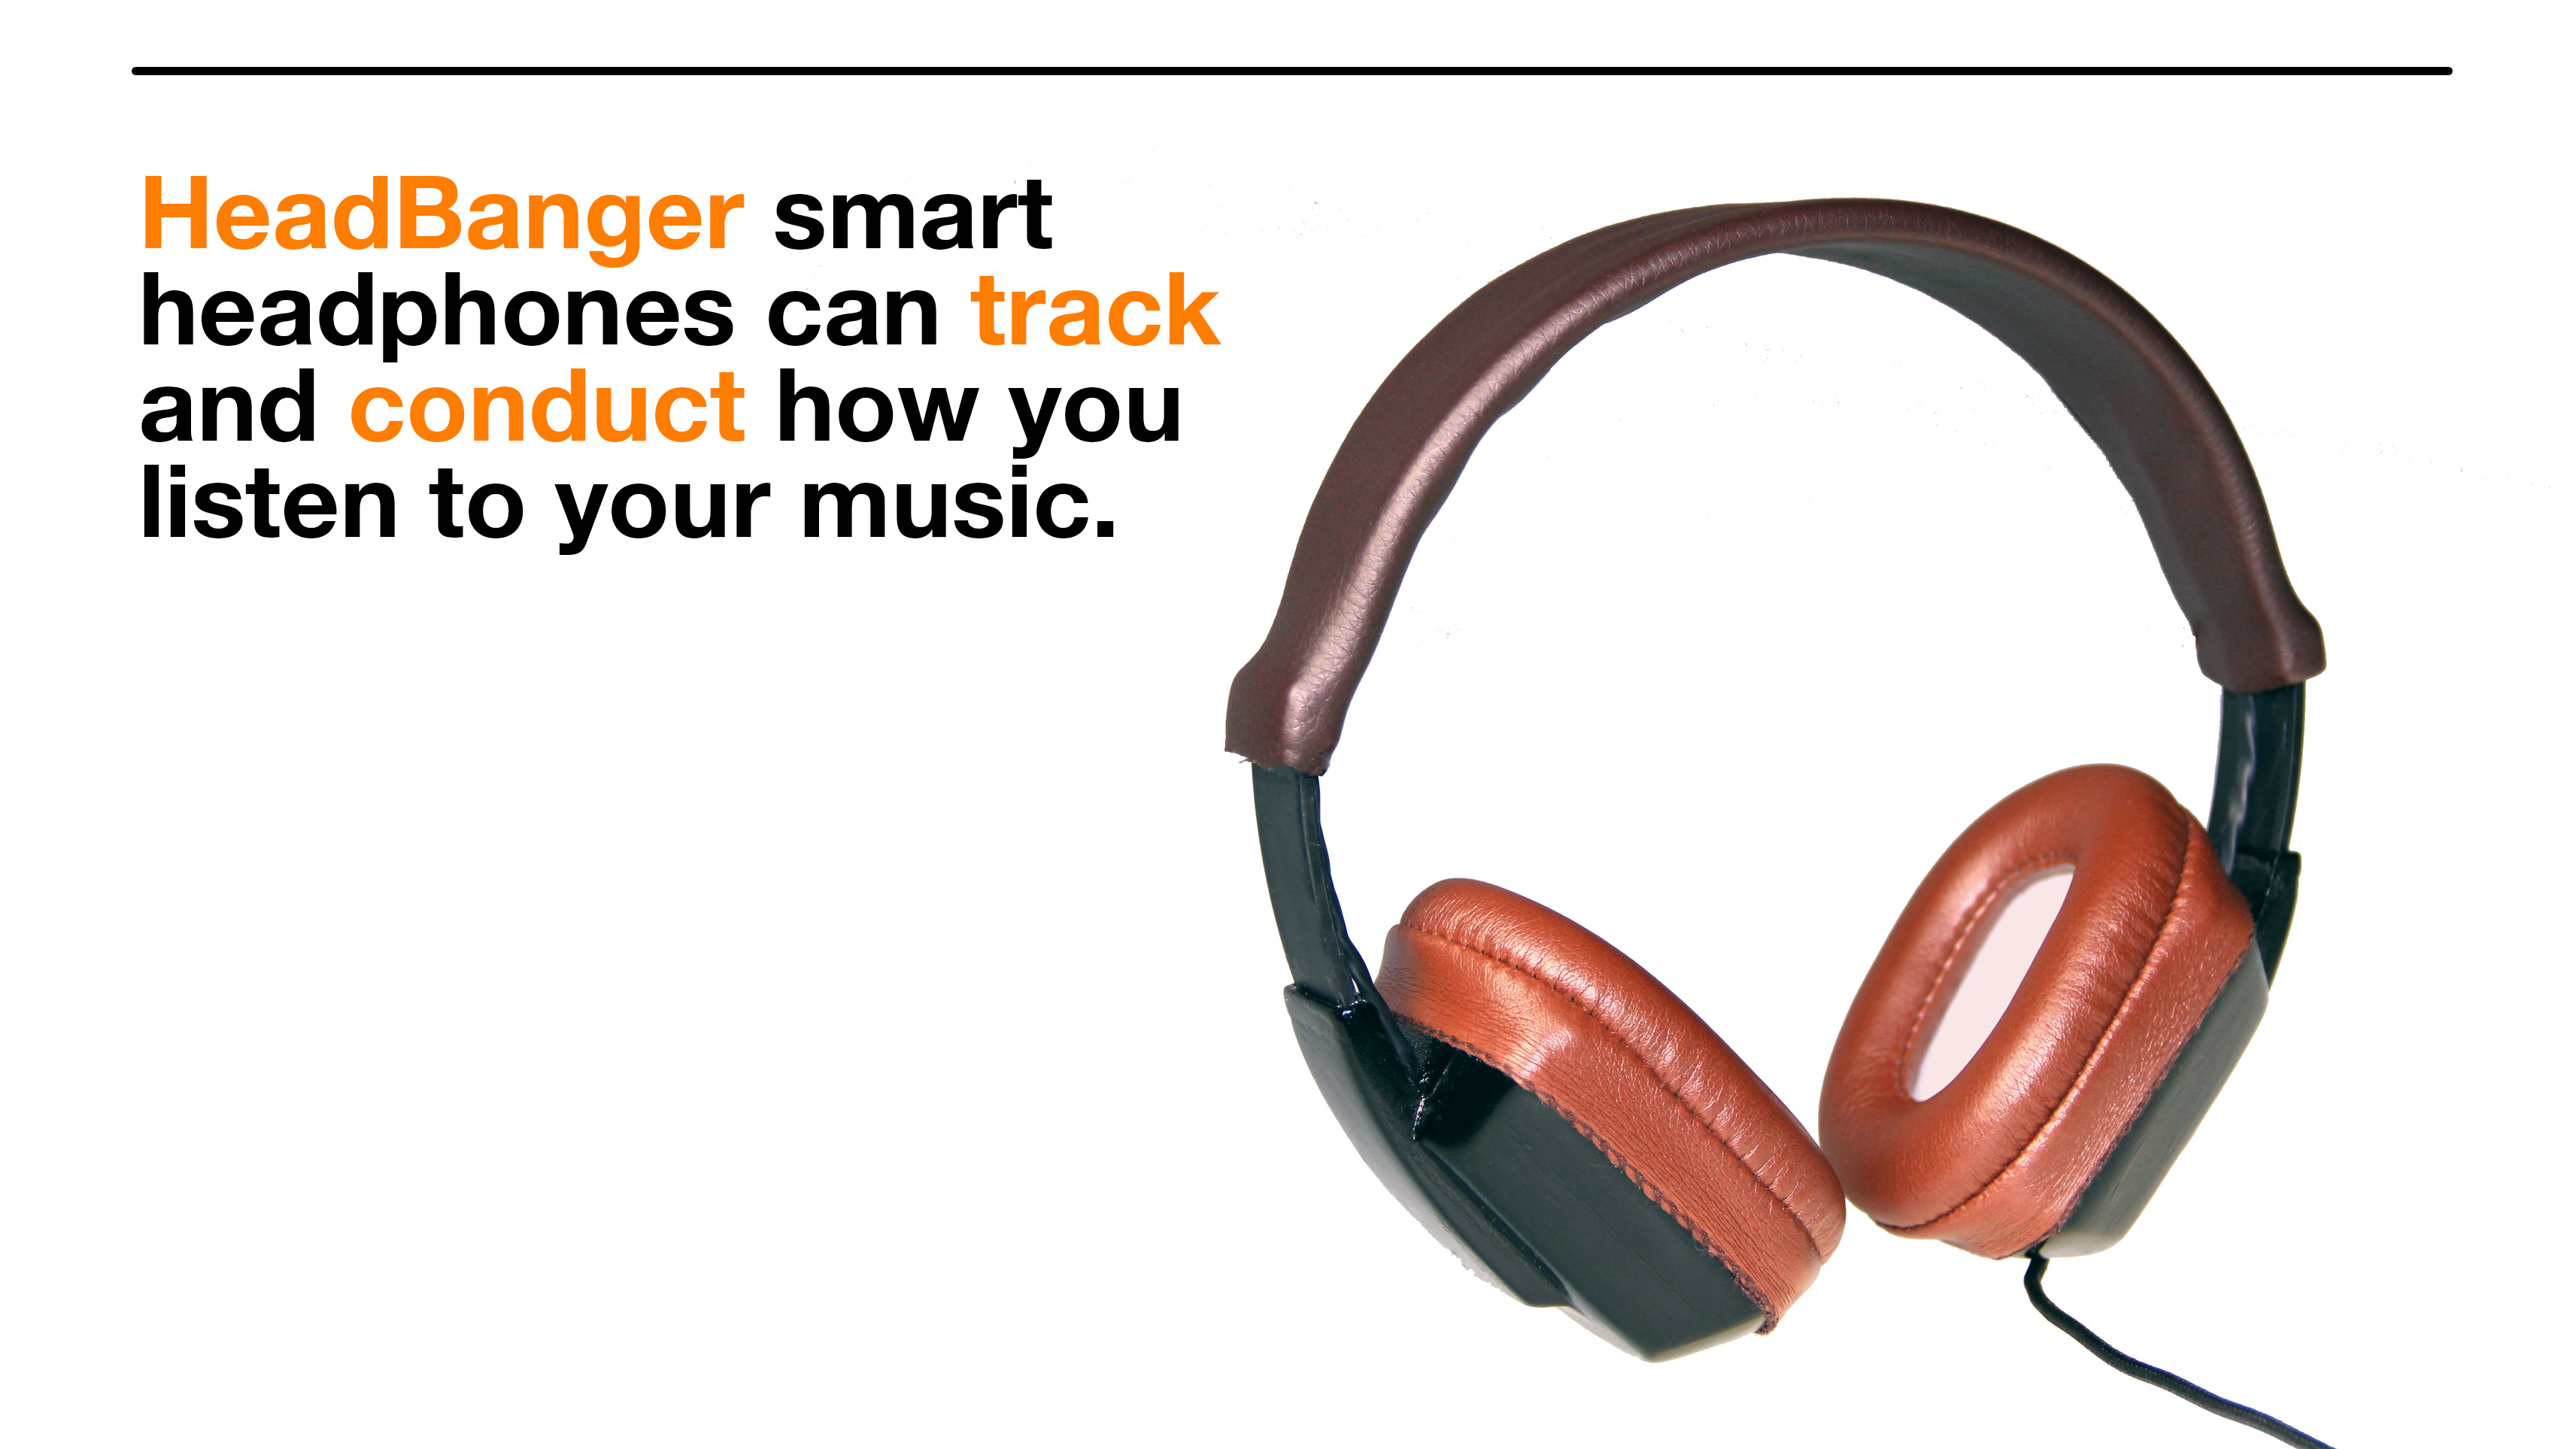 HeadBanger smart
headphones can track
and conduct how you
listen to your music.